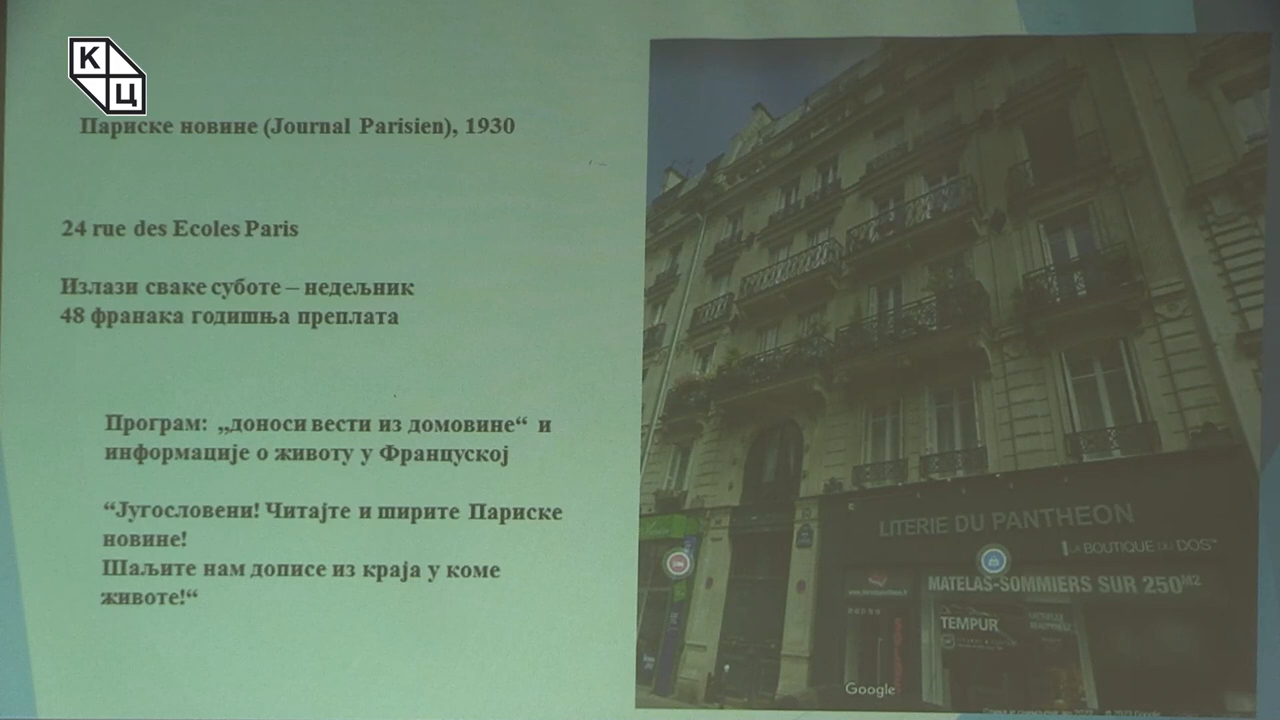 К
Ц
Париске новине (Journal Parisien), 1930
24 rue des Ecoles Paris
Излази сваке суботе – недељник
48 франака годишња преплата
Програм: „доноси вести из домовине“ и
информације о животу у Француској
“Југословени! Читајте и ширите Париске
новине!
Шаљите нам дописе из краја у коме
животе!“
LITERIE DU PANTHEON
LA BOUTIQUE DU DOS
MATELAS-SOMMIERS SUR 250 M2
TEMPUR
Google